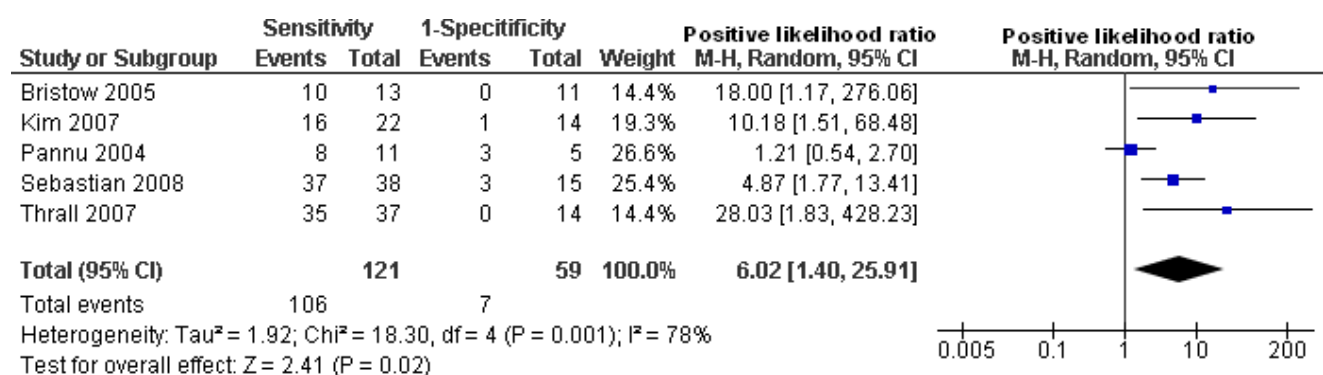 Sensitivity 1-Specitificity Positive likelihood ratio Positive likelihood ratio
Study or Subgroup Events Total Events Total Weight M-H, Random, 95% CI M-H, Random, 95% CI
Bristow 2005 10 13 0 11 14.4% 18.00 [1.17, 276.06]
Kim 2007 16 22 1 14 19.3% 10.18 [1.51, 68.48]
Pannu 2004 8 11 3 5 26.6% 1.21 [0.54, 2.70]
Sebastian 2008 37 38 3 15 25.4% 4.87 [1.77, 13.41]
Thrall 2007 35 37 0 14 14.4% 28.03 [1.83, 428.23]
Total (95% CI) 121 59 100.0% 6.02 [1.40, 25.91]
Total events 106 7
Heterogeneity: Tau² = 1.92; Chi² = 18.30, df = 4 (P = 0.001); I² = 78%
Test for overall effect: Z = 2.41 (P = 0.02)
0.005 0.1 1 10 200